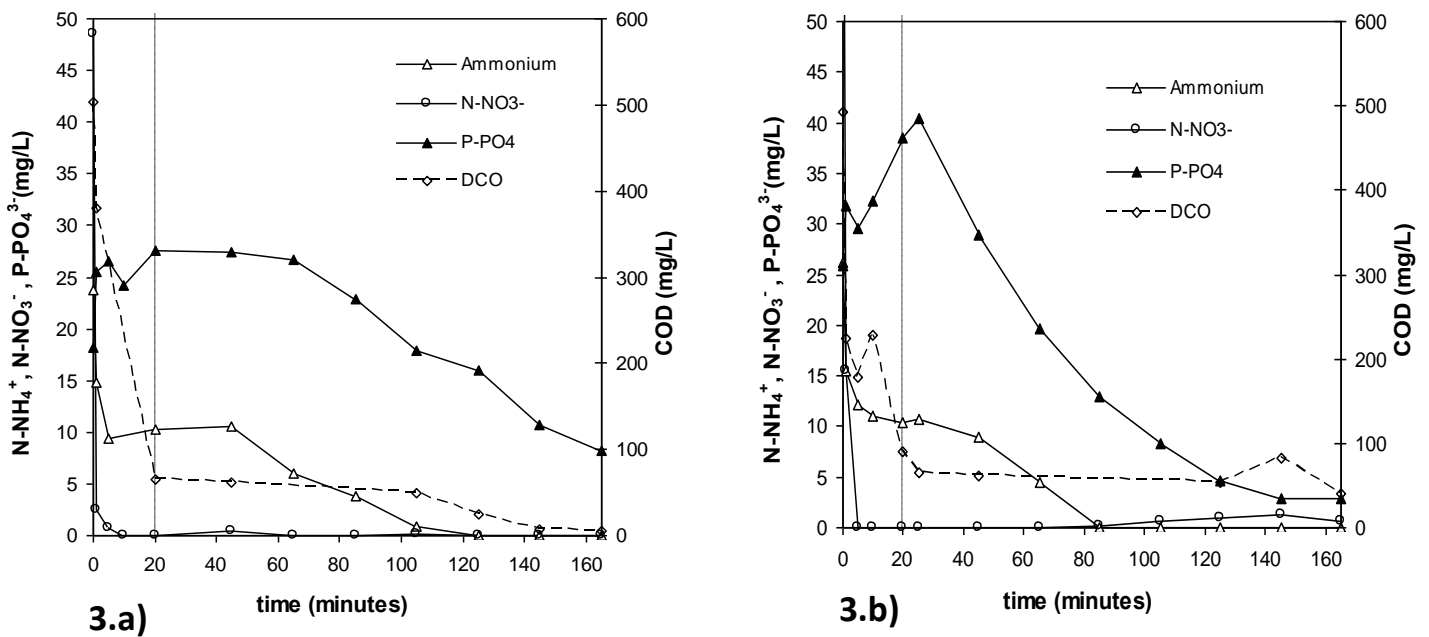 50
45
40
35
30
25
20
15
10
5
0
N-NH4+, N-NO3-, P-PO43-(mg/L)
600
500
400
300
200
100
0
COD (mg/L)
Ammonium
N-NO3-
P-PO4
DCO
0 20 40 60 80 100 120 140 160
time (minutes)
3.a)
50
45
40
35
30
25
20
15
10
5
0
N-NH4+, N-NO3-, P-PO43-(mg/L)
600
500
400
300
200
100
0
COD (mg/L)
Ammonium
N-NO3-
P-PO4
DCO
0 20 40 60 80 100 120 140 160
time (minutes)
3.b)